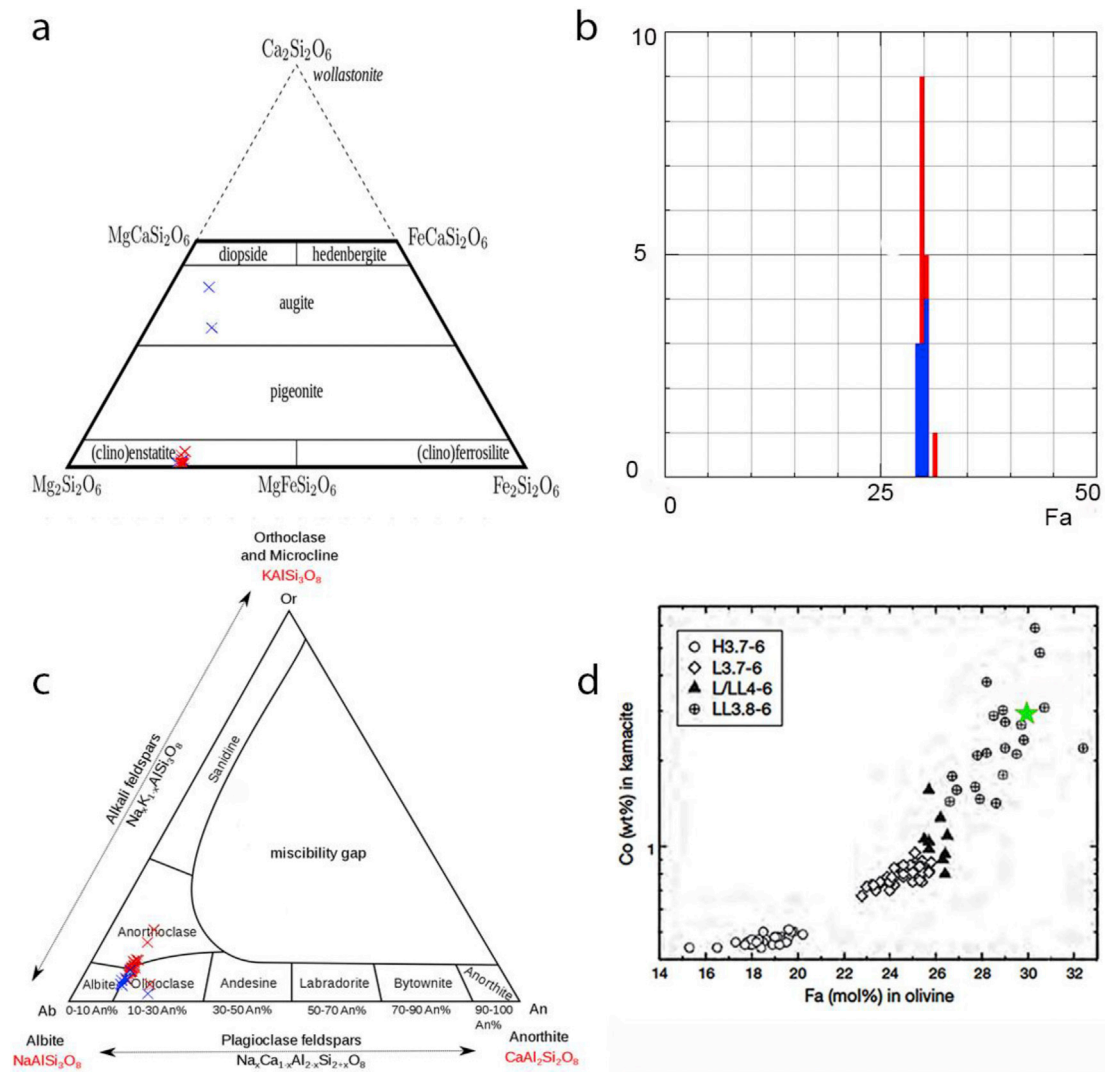 a
Ca₂Si₂O₆
wollastonite
MgCaSi₂O₆
FeCaSi₂O₆
diopside
hedenbergite
augite
pigeonite
(clino)enstatite
(clino)ferrosilite
Mg₂Si₂O₆
MgFeSi₂O₆
Fe₂Si₂O₆
b
10
5
0
0
25
50
Fa
c
Orthoclase
and Microcline
KAlSi₃O₈
Or
Alkali feldspars
NaₓK₁₋ₓAlSi₃O₈
Sanidine
miscibility gap
Anorthoclase
Albite
Oligoclase
Andesine
Labradorite
Bytownite
Anorthite
Ab
0-10 An%
10-30 An%
30-50 An%
50-70 An%
70-90 An%
90-100
An%
An
Albite
NaAlSi₃O₈
Plagioclase feldspars
NaₓCa₁₋ₓAl₂₋ₓSi₂₊ₓO₈
Anorthite
CaAl₂Si₂O₈
d
H3.7-6
L3.7-6
L/LL4-6
LL3.8-6
Co (wt%) in kamacite
1
14
16
18
20
22
24
26
28
30
32
Fa (mol%) in olivine